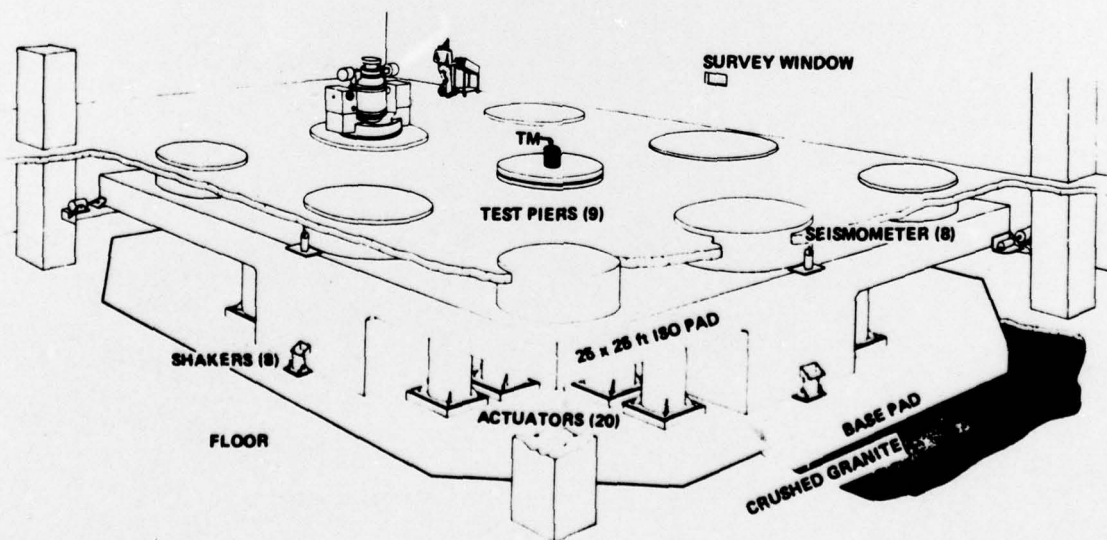 SURVEY WINDOW
TM
TEST PIERS (9)
SEISMOMETER (8)
25 x 25 ft ISO PAD
SHAKERS (8)
ACTUATORS (20)
BASE PAD
FLOOR
CRUSHED GRANITE